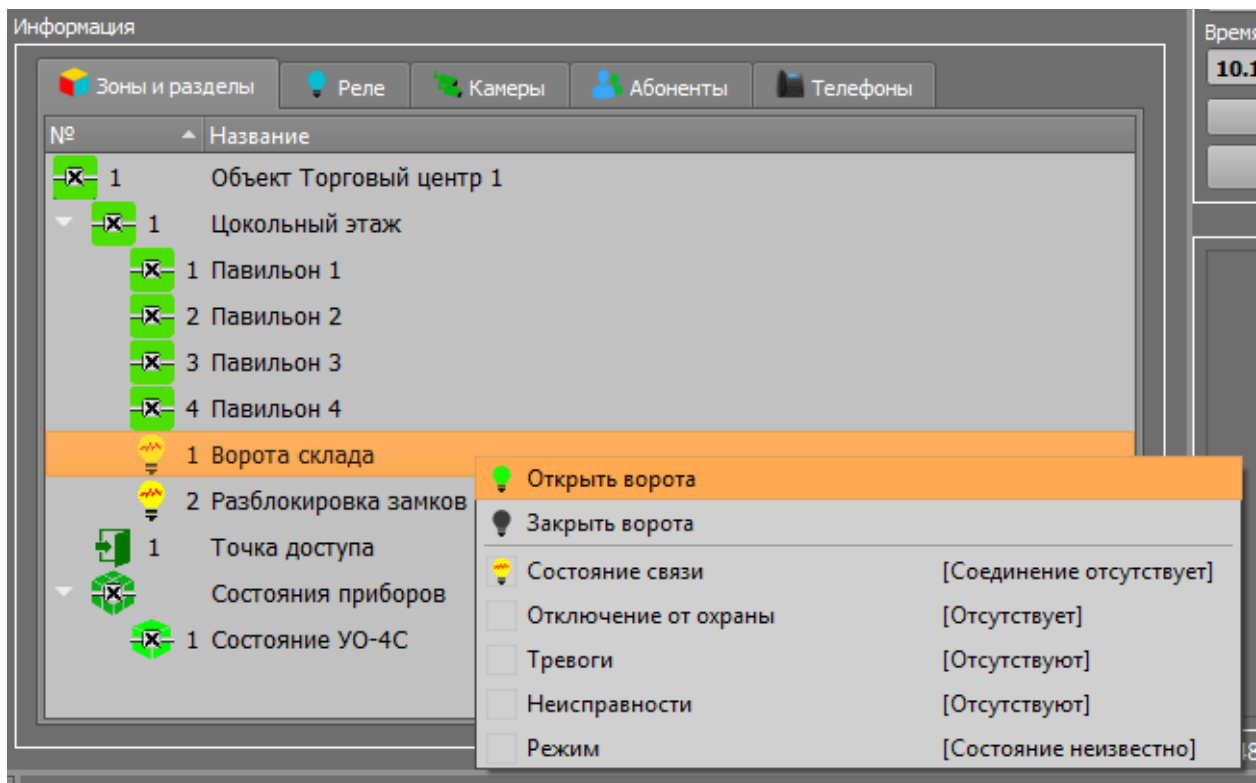 Информация
Время
10.1
Зоны и разделы Реле Камеры Абоненты Телефоны
№ Название
1 Объект Торговый центр 1
1 Цокольный этаж
1 Павильон 1
2 Павильон 2
3 Павильон 3
4 Павильон 4
1 Ворота склада
Открыть ворота
2 Разблокировка замков
Закрыть ворота
1 Точка доступа
Состояние связи [Соединение отсутствует]
Состояния приборов
Отключение от охраны [Отсутствует]
1 Состояние УО-4С
Тревоги [Отсутствуют]
Неисправности [Отсутствуют]
Режим [Состояние неизвестно]